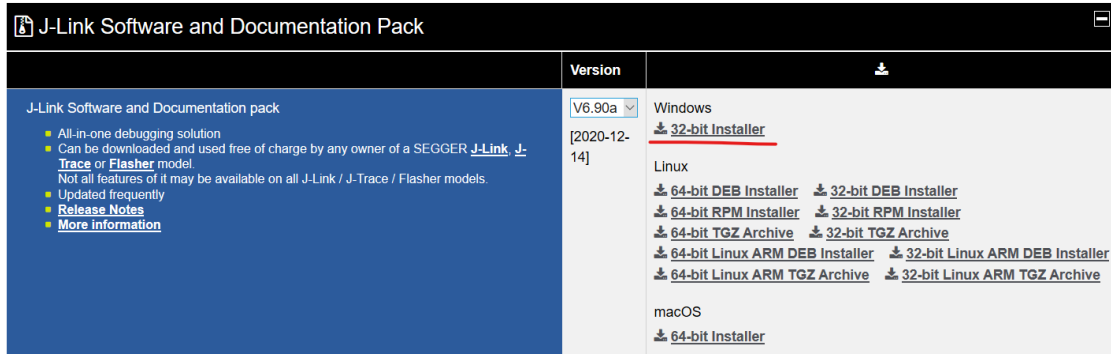 J-Link Software and Documentation Pack
Version
J-Link Software and Documentation pack
All-in-one debugging solution
Can be downloaded and used free of charge by any owner of a SEGGER J-Link, J-
Trace or Flasher model.
Not all features of it may be available on all J-Link / J-Trace / Flasher models.
Updated frequently
Release Notes
More information
V6.90a
[2020-12-
14]
Windows
32-bit Installer
Linux
64-bit DEB Installer 32-bit DEB Installer
64-bit RPM Installer 32-bit RPM Installer
64-bit TGZ Archive 32-bit TGZ Archive
64-bit Linux ARM DEB Installer 32-bit Linux ARM DEB Installer
64-bit Linux ARM TGZ Archive 32-bit Linux ARM TGZ Archive
macOS
64-bit Installer